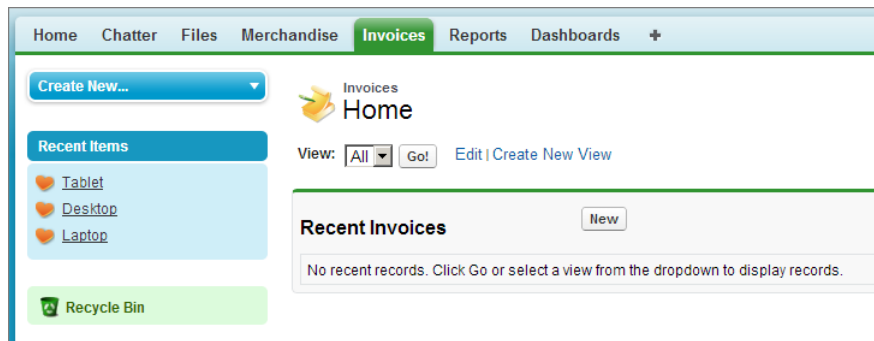 Home Chatter Files Merchandise Invoices Reports Dashboards
Create New...
Recent Items
Tablet
Desktop
Laptop
Recycle Bin
Invoices
Home
View: All Go! Edit | Create New View
Recent Invoices New
No recent records. Click Go or select a view from the dropdown to display records.